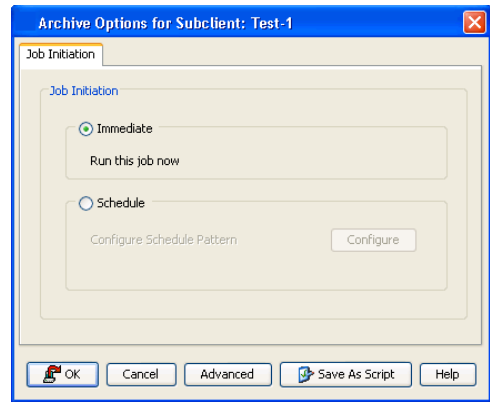 Archive Options for Subclient: Test-1
Job Initiation
Job Initiation
Immediate
Run this job now
Schedule
Configure Schedule Pattern Configure
OK Cancel Advanced Save As Script Help